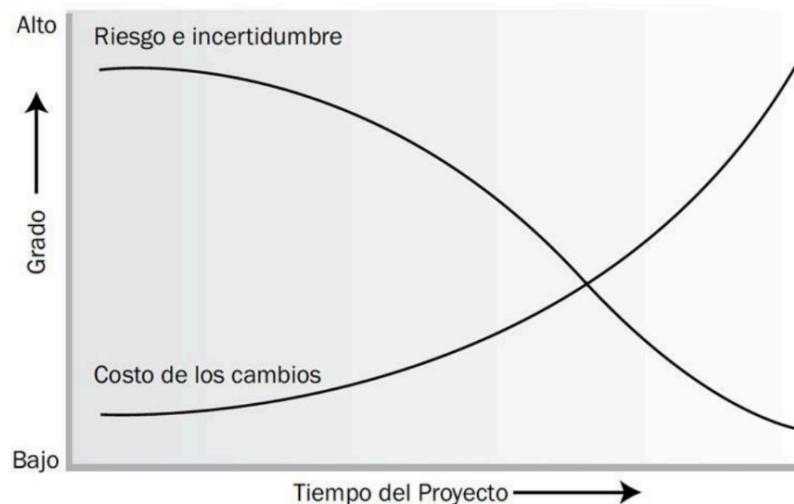 Alto
Riesgo e incertidumbre
Grado
Costo de los cambios
Bajo
Tiempo del Proyecto